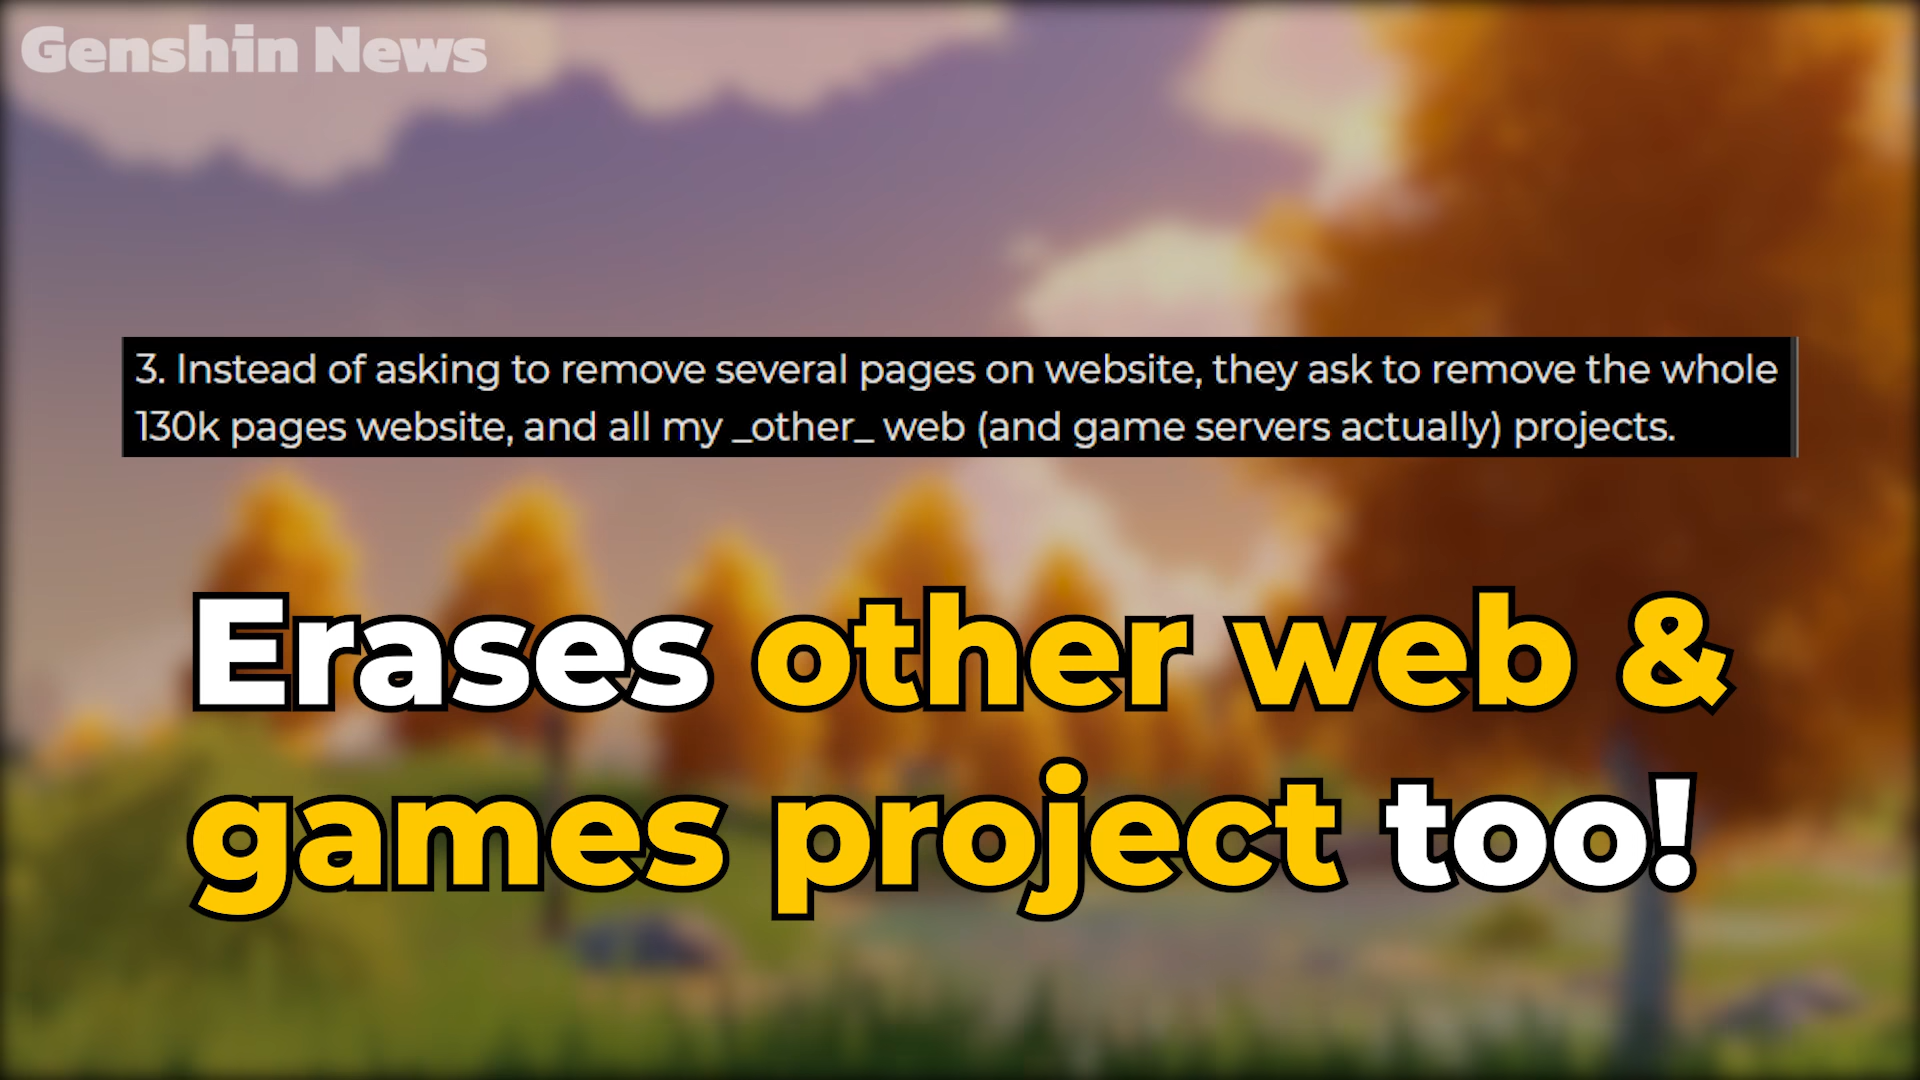 Genshin News
3. Instead of asking to remove several pages on website, they ask to remove the whole
130k pages website, and all my _other_ web (and game servers actually) projects.
Erases other web &
games project too!